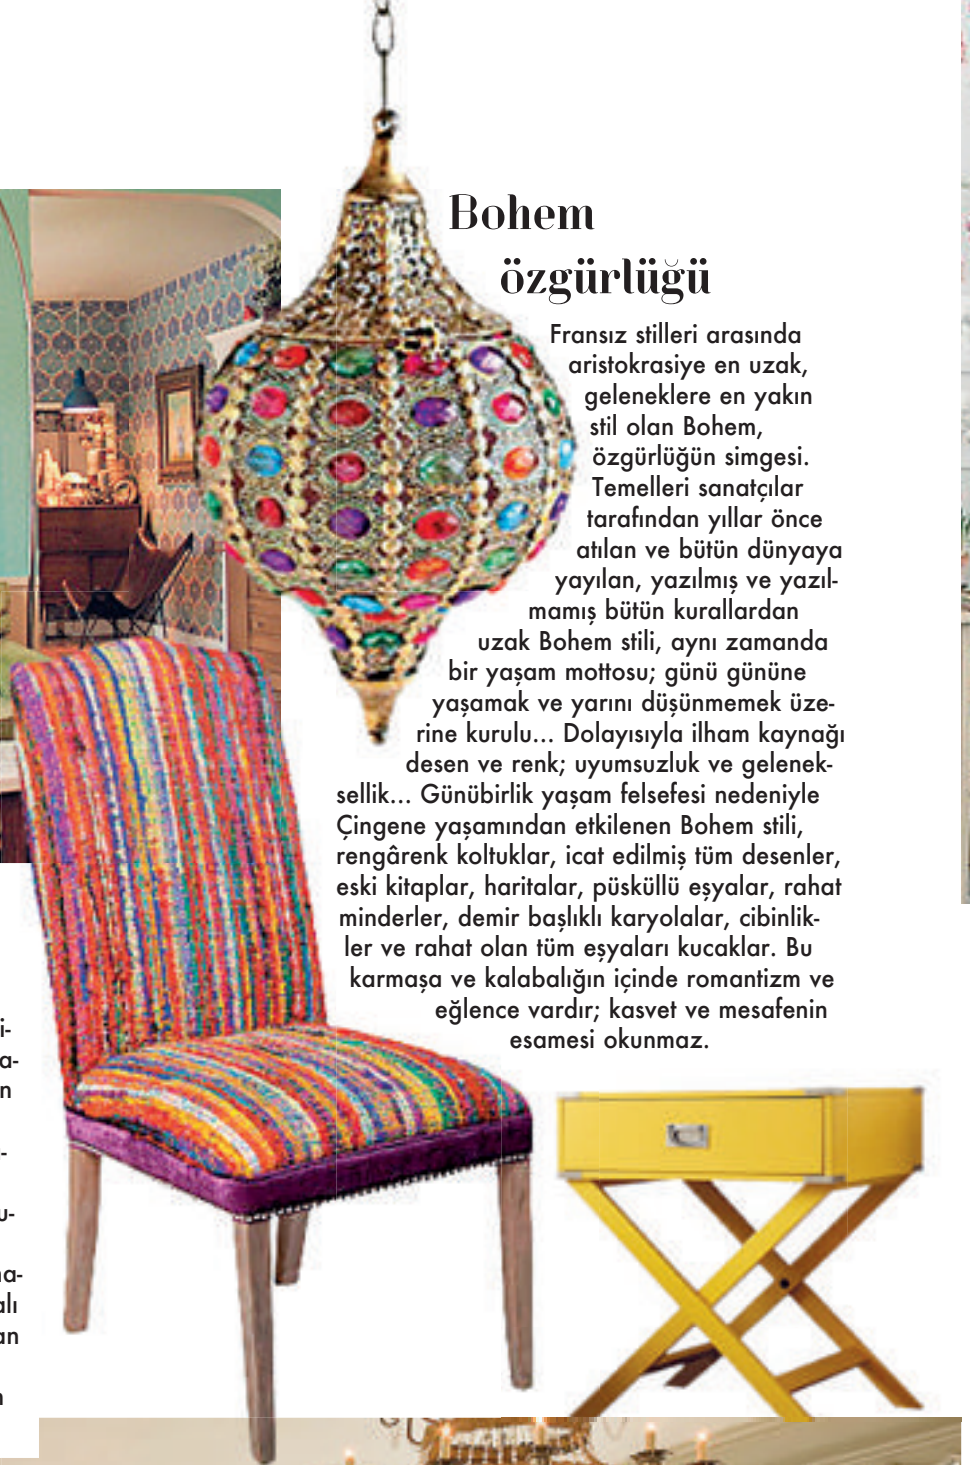 Bohem
özgürlüğü
Fransız stilleri arasında
aristokrasiye en uzak,
geleneklere en yakın
stil olan Bohem,
özgürlüğün simgesi.
Temelleri sanatçılar
tarafından yıllar önce
atılan ve bütün dünyaya
yayılan, yazılmış ve yazıl-
mamış bütün kurallardan
uzak Bohem stili, aynı zamanda
bir yaşam mottosu; günü gününe
yaşamak ve yarını düşünmemek üze-
rine kurulu... Dolayısıyla ilham kaynağı
desen ve renk; uyumsuzluk ve gelenek-
sellik... Günübirlik yaşam felsefesi nedeniyle
Çingene yaşamından etkilenen Bohem stili,
rengârenk koltuklar, icat edilmiş tüm desenler,
eski kitaplar, haritalar, püsküllü eşyalar, rahat
minderler, demir başlıklı karyolalar, cibinlik-
ler ve rahat olan tüm eşyaları kucaklar. Bu
karmaşa ve kalabalığın içinde romantizm ve
eğlence vardır; kasvet ve mesafenin
esamesi okunmaz.